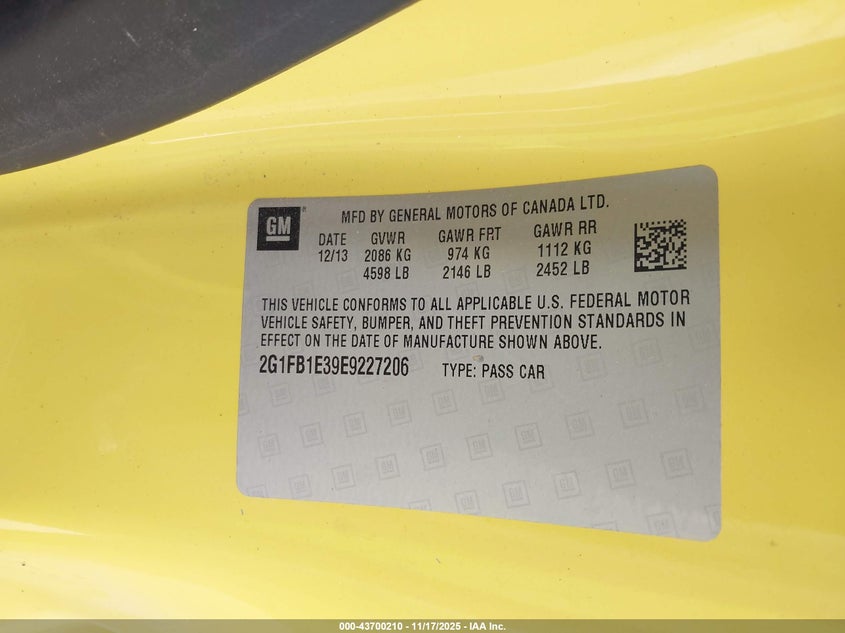 GM
MFD BY GENERAL MOTORS OF CANADA LTD.
DATE GVWR GAWR FRT GAWR RR
12/13 2086 KG 974 KG 1112 KG
4598 LB 2146 LB 2452 LB
THIS VEHICLE CONFORMS TO ALL APPLICABLE U.S. FEDERAL MOTOR
VEHICLE SAFETY, BUMPER, AND THEFT PREVENTION STANDARDS IN
EFFECT ON THE DATE OF MANUFACTURE SHOWN ABOVE.
2G1FB1E39E9227206 TYPE: PASS CAR
000-43700210 - 11/17/2025 - IAA Inc.